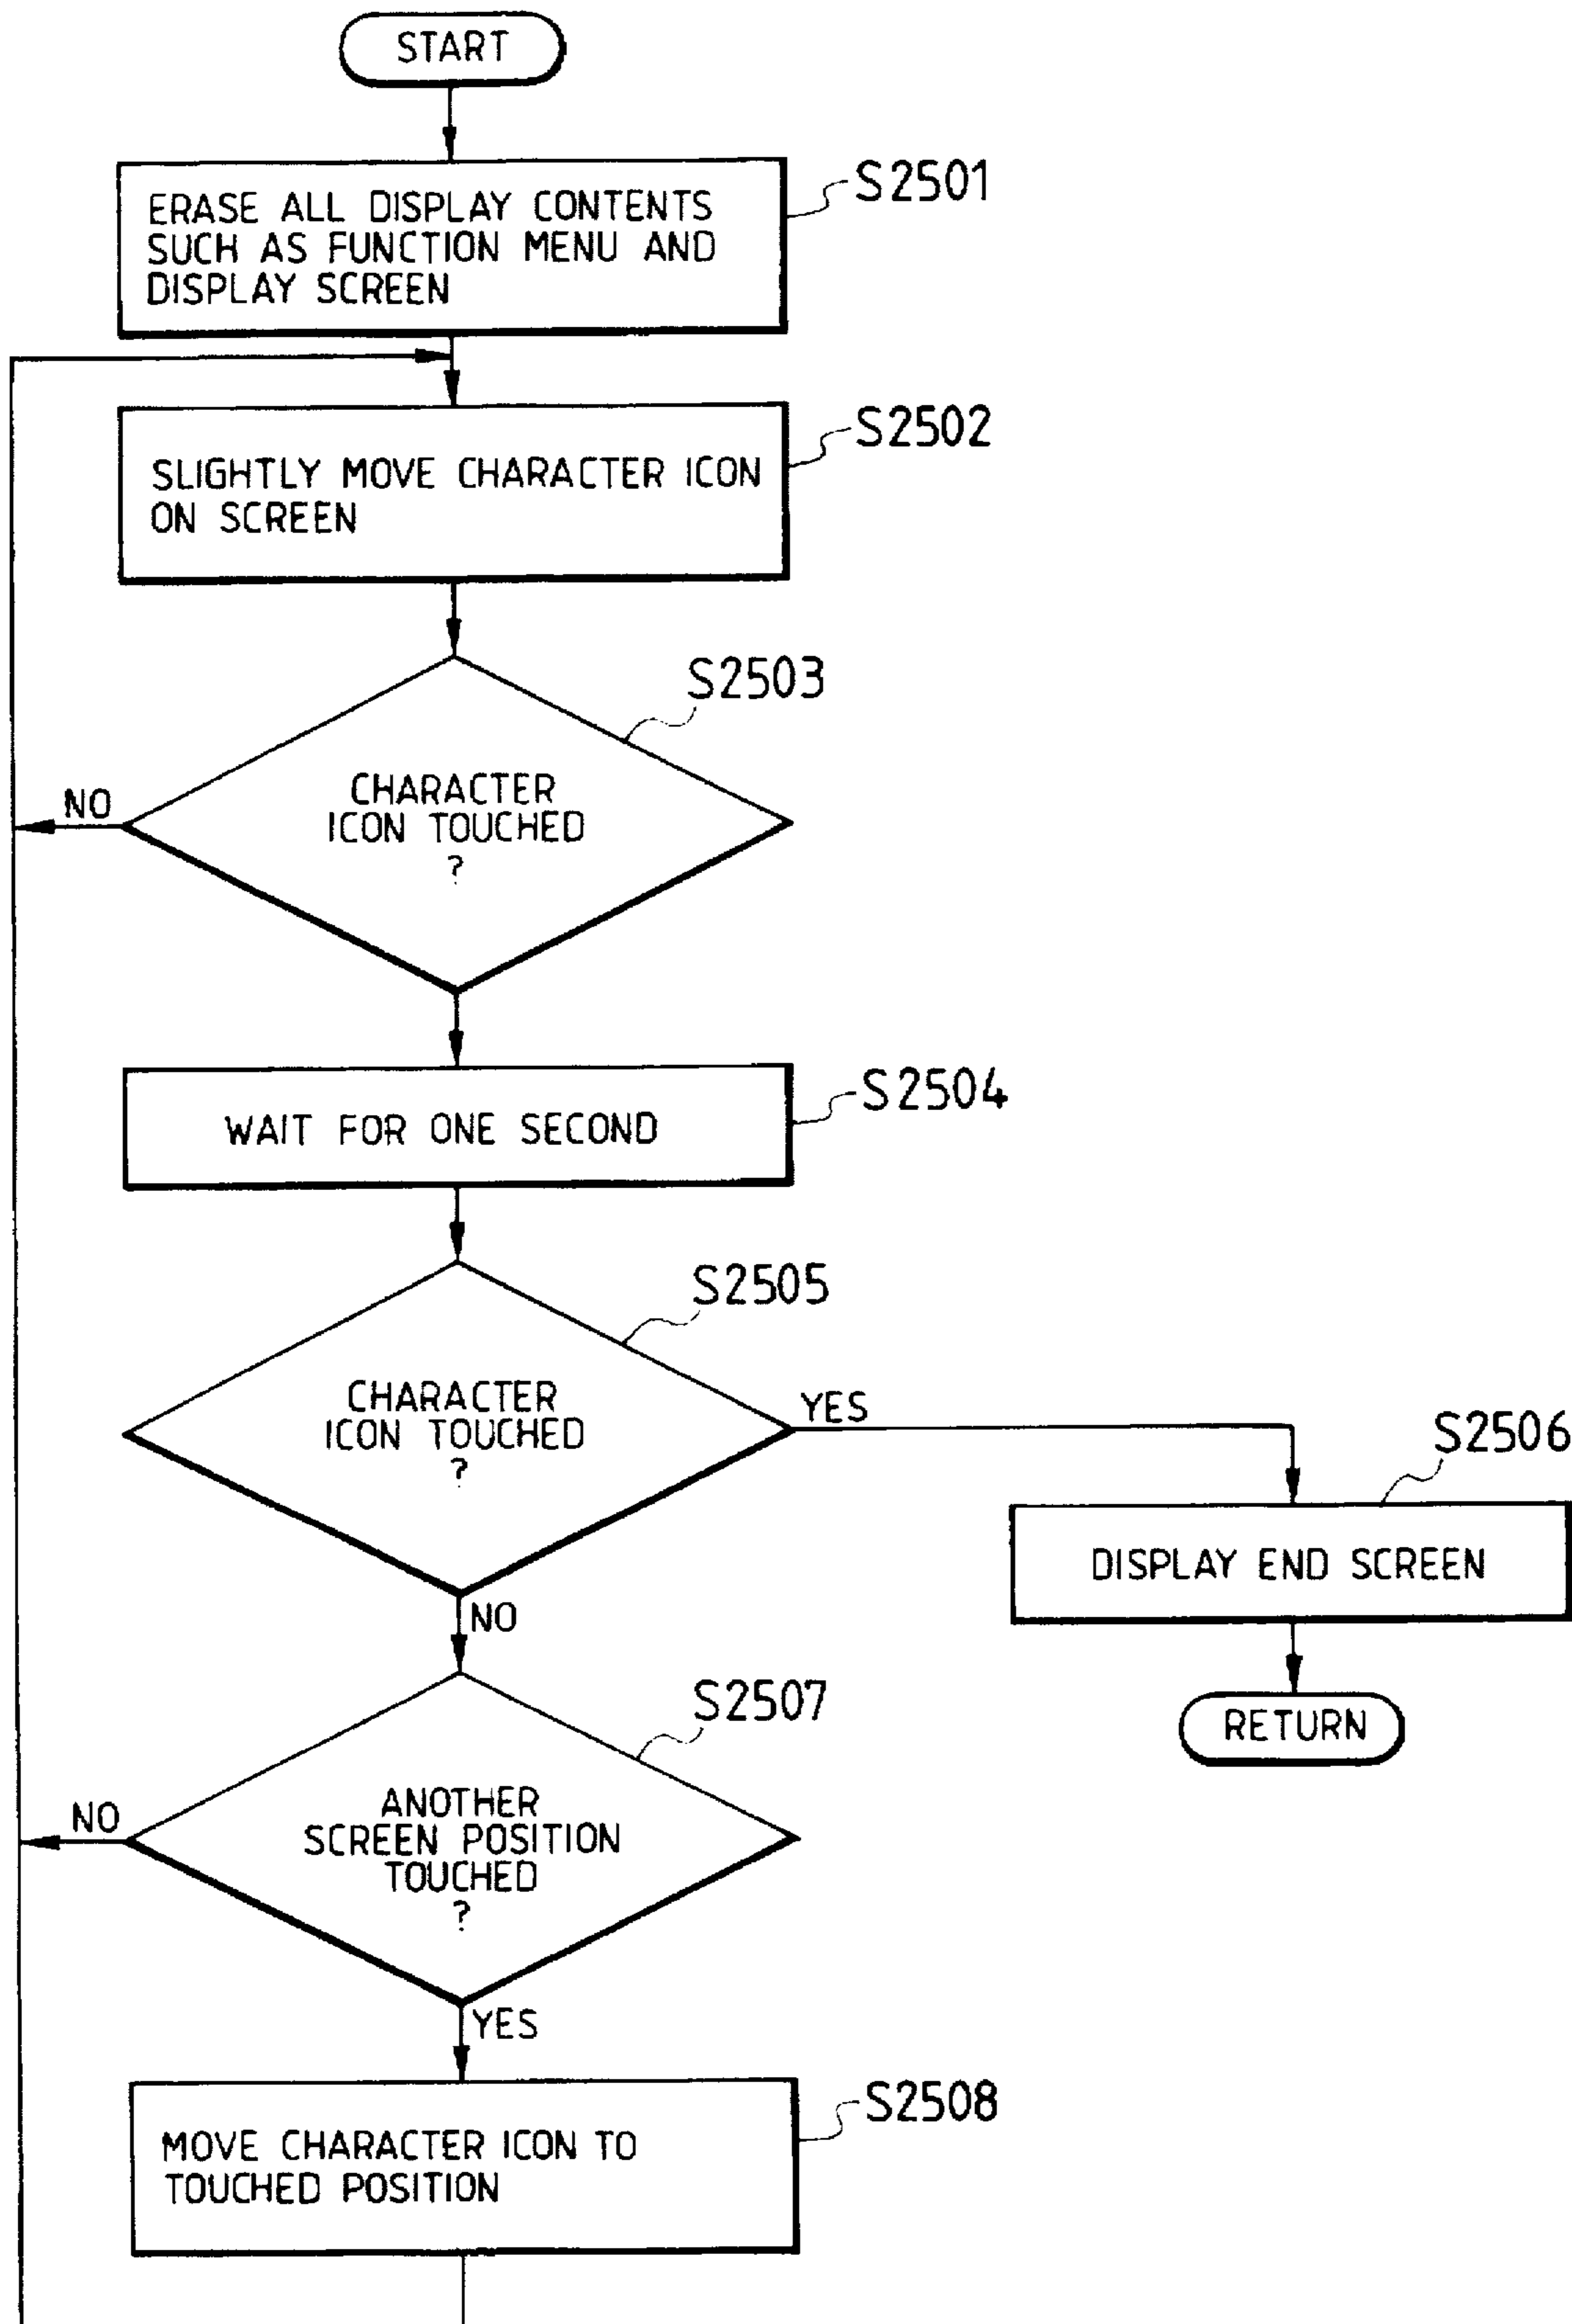 START
ERASE ALL DISPLAY CONTENTS
SUCH AS FUNCTION MENU AND
DISPLAY SCREEN
S2501
SLIGHTLY MOVE CHARACTER ICON
ON SCREEN
S2502
S2503
CHARACTER
ICON TOUCHED
?
NO
WAIT FOR ONE SECOND
S2504
S2505
CHARACTER
ICON TOUCHED
?
YES
S2506
DISPLAY END SCREEN
RETURN
NO
S2507
ANOTHER
SCREEN POSITION
TOUCHED
?
NO
YES
S2508
MOVE CHARACTER ICON TO
TOUCHED POSITION